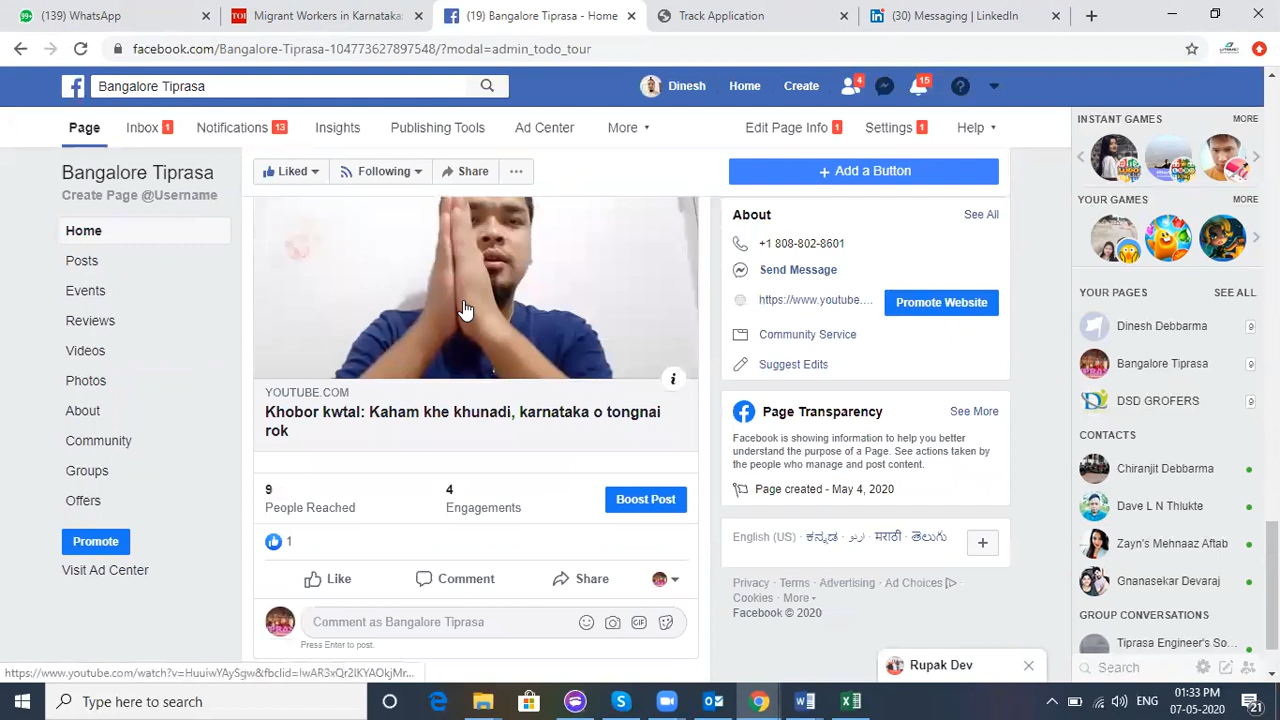 (139) WhatsApp
Migrant Workers in Karnataka:
(19) Bangalore Tiprasa - Home
Track Application
(30) Messaging | LinkedIn
facebook.com/Bangalore-Tiprasa-104773627897548/?modal=admin_todo_tour
Bangalore Tiprasa
Dinesh
Home
Create
4
15
Page
Inbox 1
Notifications 13
Insights
Publishing Tools
Ad Center
More
Edit Page Info 1
Settings 1
Help
Bangalore Tiprasa
Create Page @Username
Home
Posts
Events
Reviews
Videos
Photos
About
Community
Groups
Offers
Promote
Visit Ad Center
Liked
Following
Share
...
+ Add a Button
YOUTUBE.COM
Khobor kwtal: Kaham khe khunadi, karnataka o tongnai
rok
9
People Reached
4
Engagements
Boost Post
1
Like
Comment
Share
Comment as Bangalore Tiprasa
GIF
Press Enter to post.
About
See All
+1 808-802-8601
Send Message
https://www.youtube....
Promote Website
Community Service
Suggest Edits
Page Transparency
See More
Facebook is showing information to help you better
understand the purpose of a Page. See actions taken by
the people who manage and post content.
Page created - May 4, 2020
English (US) · ಕನ್ನಡ · اردو · मराठी · తెలుగు
Privacy · Terms · Advertising · Ad Choices ·
Cookies · More
Facebook © 2020
INSTANT GAMES
MORE
YOUR GAMES
MORE
YOUR PAGES
SEE ALL
Dinesh Debbarma
9
Bangalore Tiprasa
9
DSD GROFERS
9
CONTACTS
Chiranjit Debbarma
Dave L N Thlukte
Zayn's Mehnaaz Aftab
Gnanasekar Devaraj
GROUP CONVERSATIONS
Tiprasa Engineer's So...
Search
Rupak Dev
https://www.youtube.com/watch?v=HuuiwYAySgw&fbclid=IwAR3xQr2lKYAOkjMr...
Type here to search
ENG
01:33 PM
07-05-2020
21